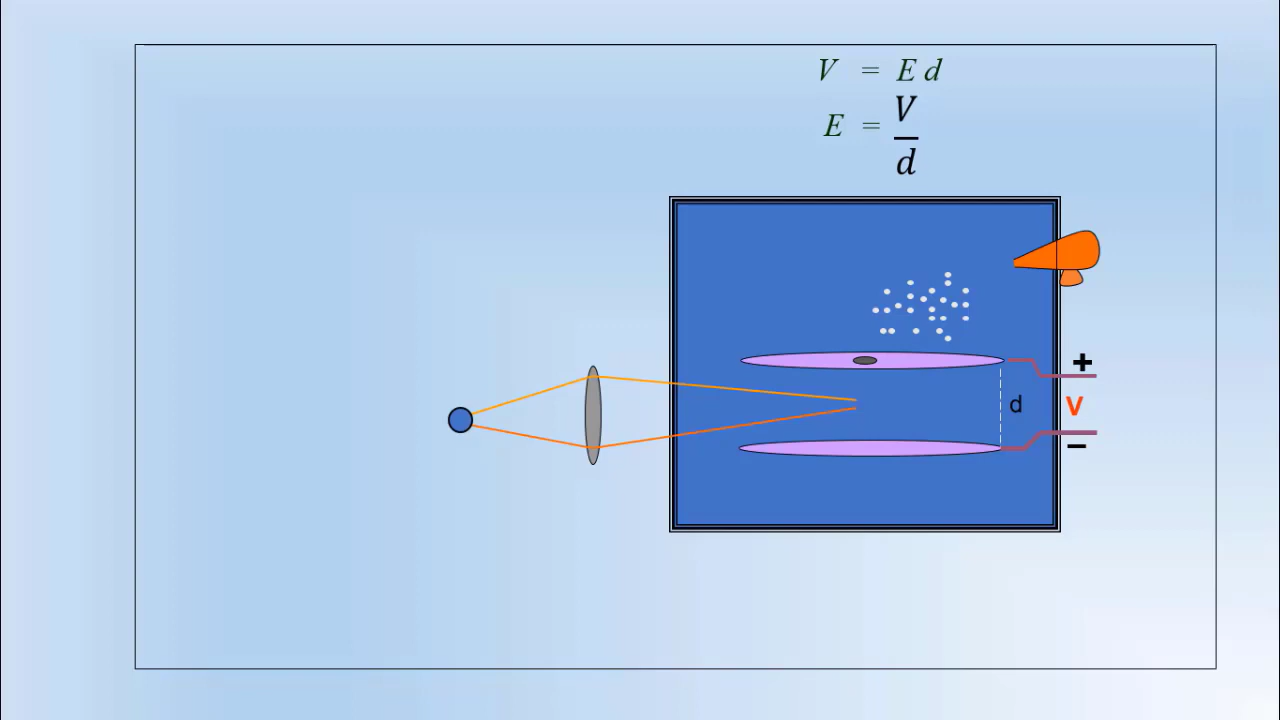 V = E d
E = V/d
+
d
V
−